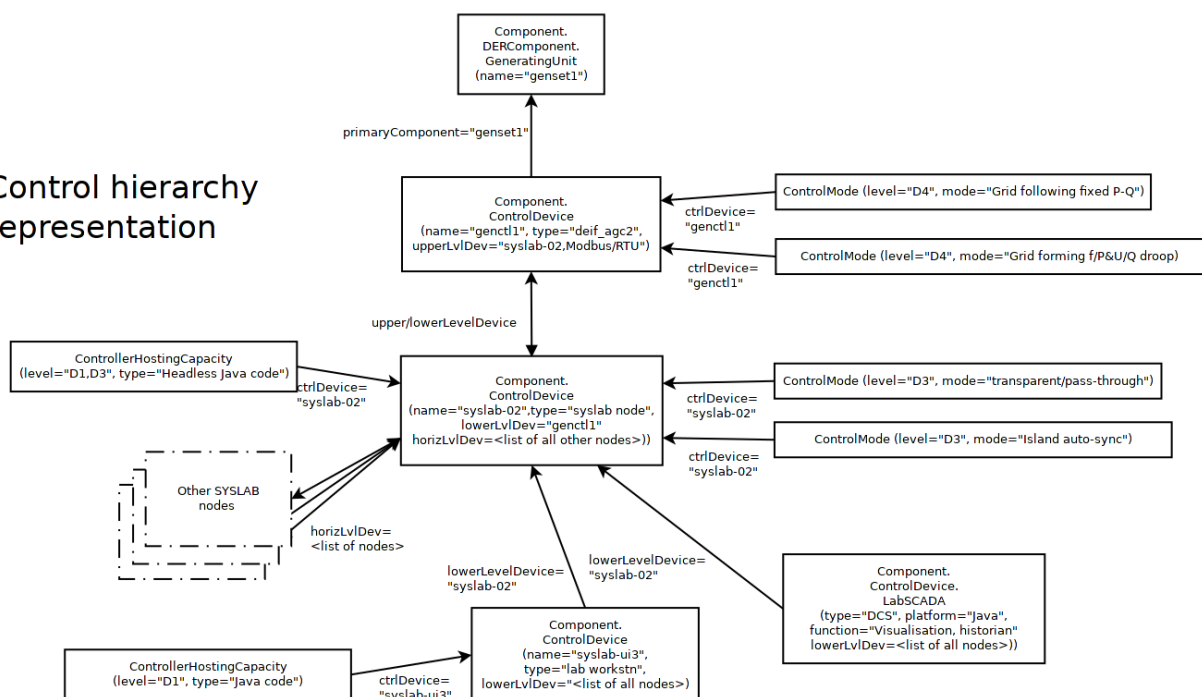 Component.
DERComponent.
GeneratingUnit
(name="genset1")
primaryComponent="genset1"
Control hierarchy
epresentation
Component.
ControlDevice
(name="genctl1", type="deif_agc2",
upperLvlDev="syslab-02,Modbus/RTU")
ControlMode (level="D4", mode="Grid following fixed P-Q")
ctrlDevice=
"genctl1"
ControlMode (level="D4", mode="Grid forming f/P&U/Q droop)
ctrlDevice=
"genctl1"
upper/lowerLevelDevice
ControllerHostingCapacity
(level="D1,D3", type="Headless Java code")
ctrlDevice=
"syslab-02"
Component.
ControlDevice
(name="syslab-02",type="syslab node",
lowerLvlDev="genctl1"
horizLvlDev=<list of all other nodes>))
ControlMode (level="D3", mode="transparent/pass-through")
ctrlDevice=
"syslab-02"
ControlMode (level="D3", mode="Island auto-sync")
ctrlDevice=
"syslab-02"
Other SYSLAB
nodes
horizLvlDev=
<list of nodes>
lowerLevelDevice=
"syslab-02"
lowerLevelDevice=
"syslab-02"
Component.
ControlDevice.
LabSCADA
(type="DCS", platform="Java",
function="Visualisation, historian"
lowerLvlDev=<list of all nodes>))
Component.
ControlDevice
(name="syslab-ui3",
type="lab workstn",
lowerLvlDev="<list of all nodes>)
ControllerHostingCapacity
(level="D1", type="Java code")
ctrlDevice=
"syslab-ui3"